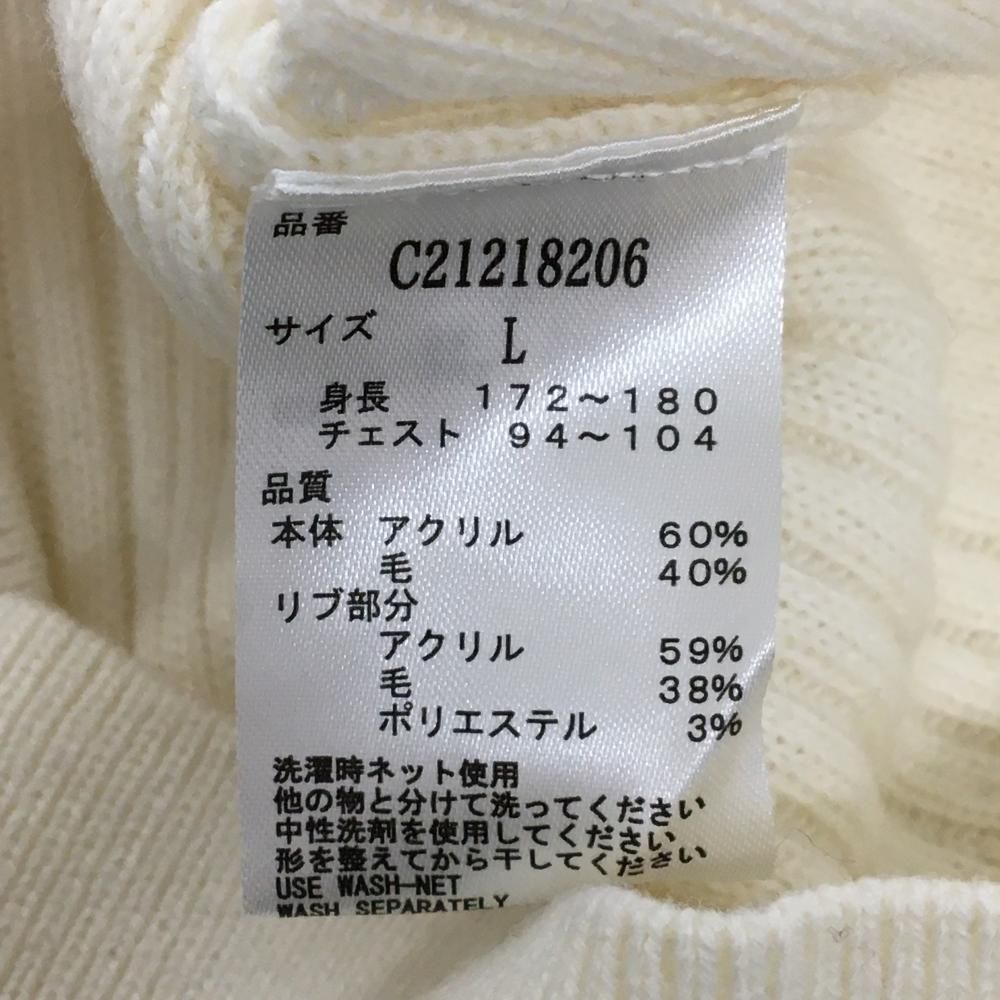 品番
C21218206
サイズ L
身長 172～180
チェスト 94～104
品質
本体 アクリル 60%
毛 40%
リブ部分
アクリル 59%
毛 38%
ポリエステル 3%
洗濯時ネット使用
他の物と分けて洗ってください
中性洗剤を使用してください
形を整えてから干してください
USE WASH-NET
WASH SEPARATELY